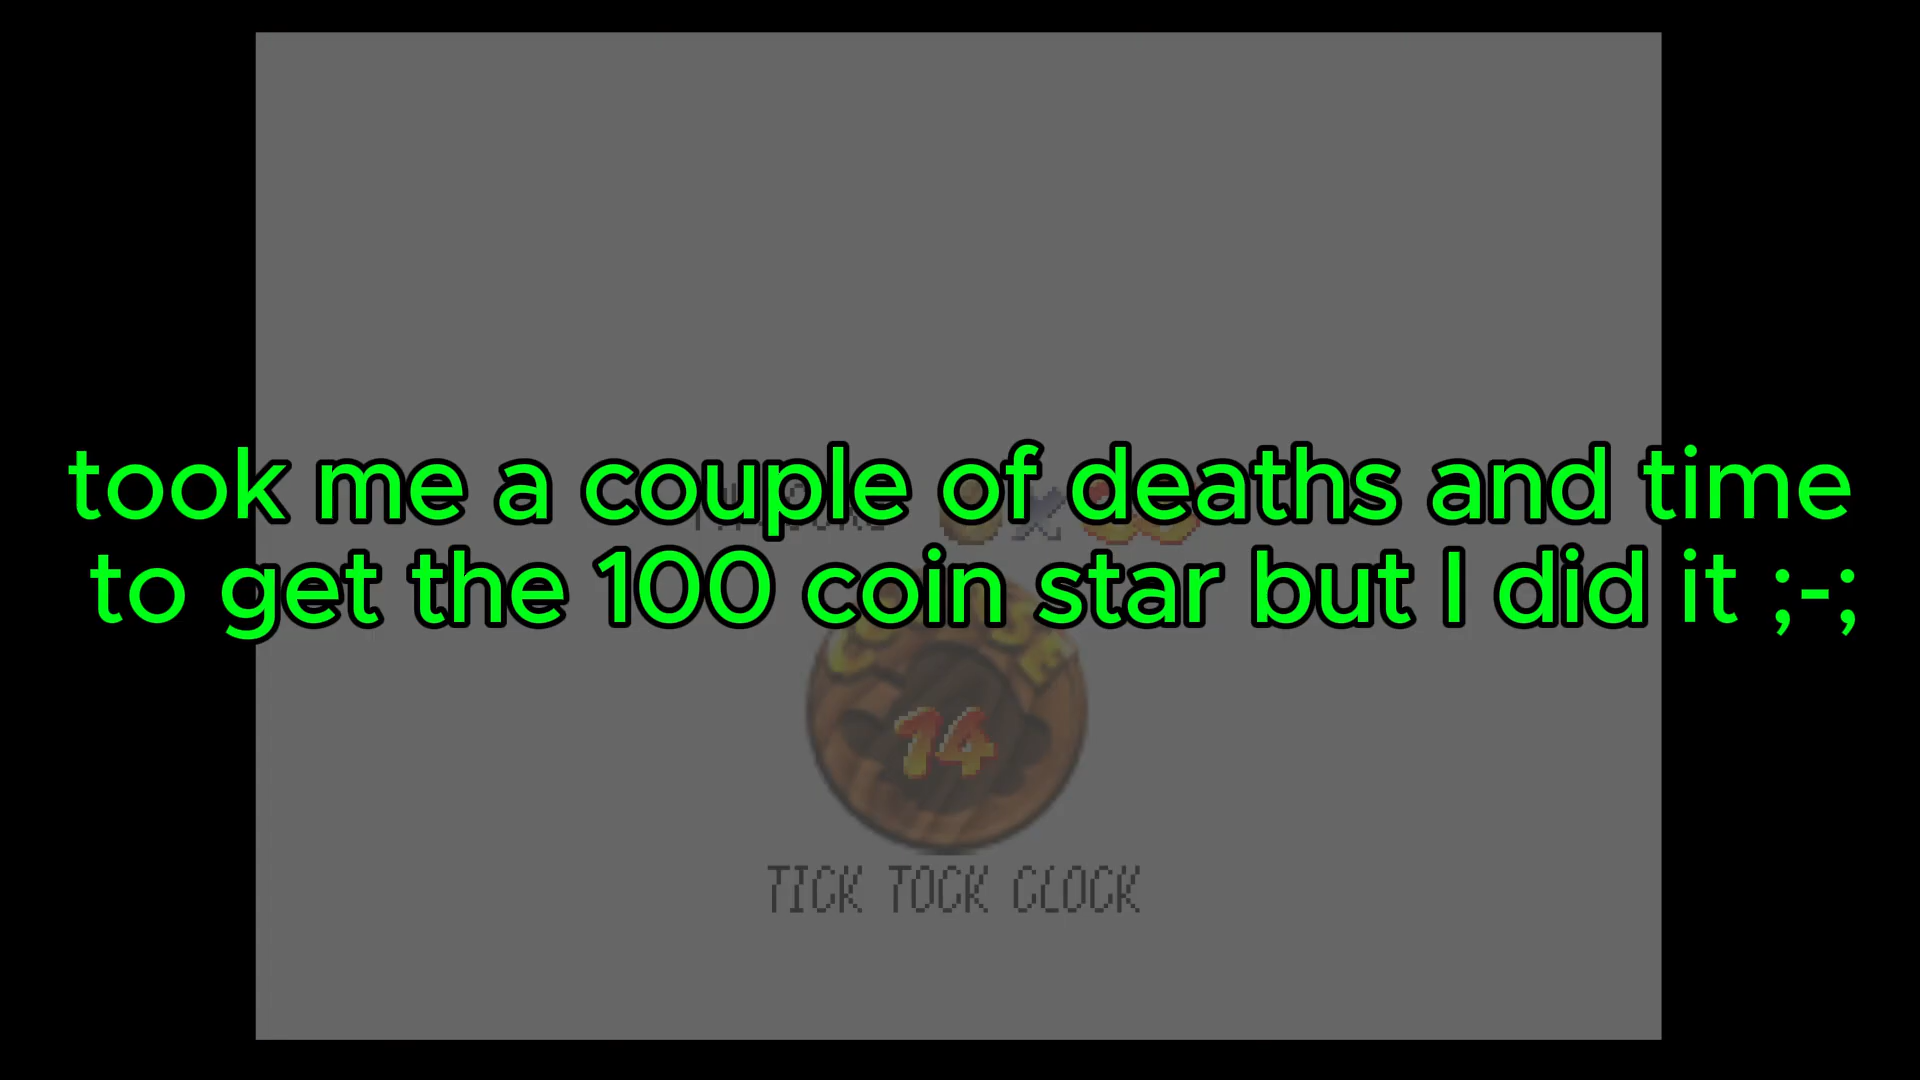 took me a couple of deaths and time
to get the 100 coin star but I did it ;-;
COURSE
14
TICK TOCK CLOCK